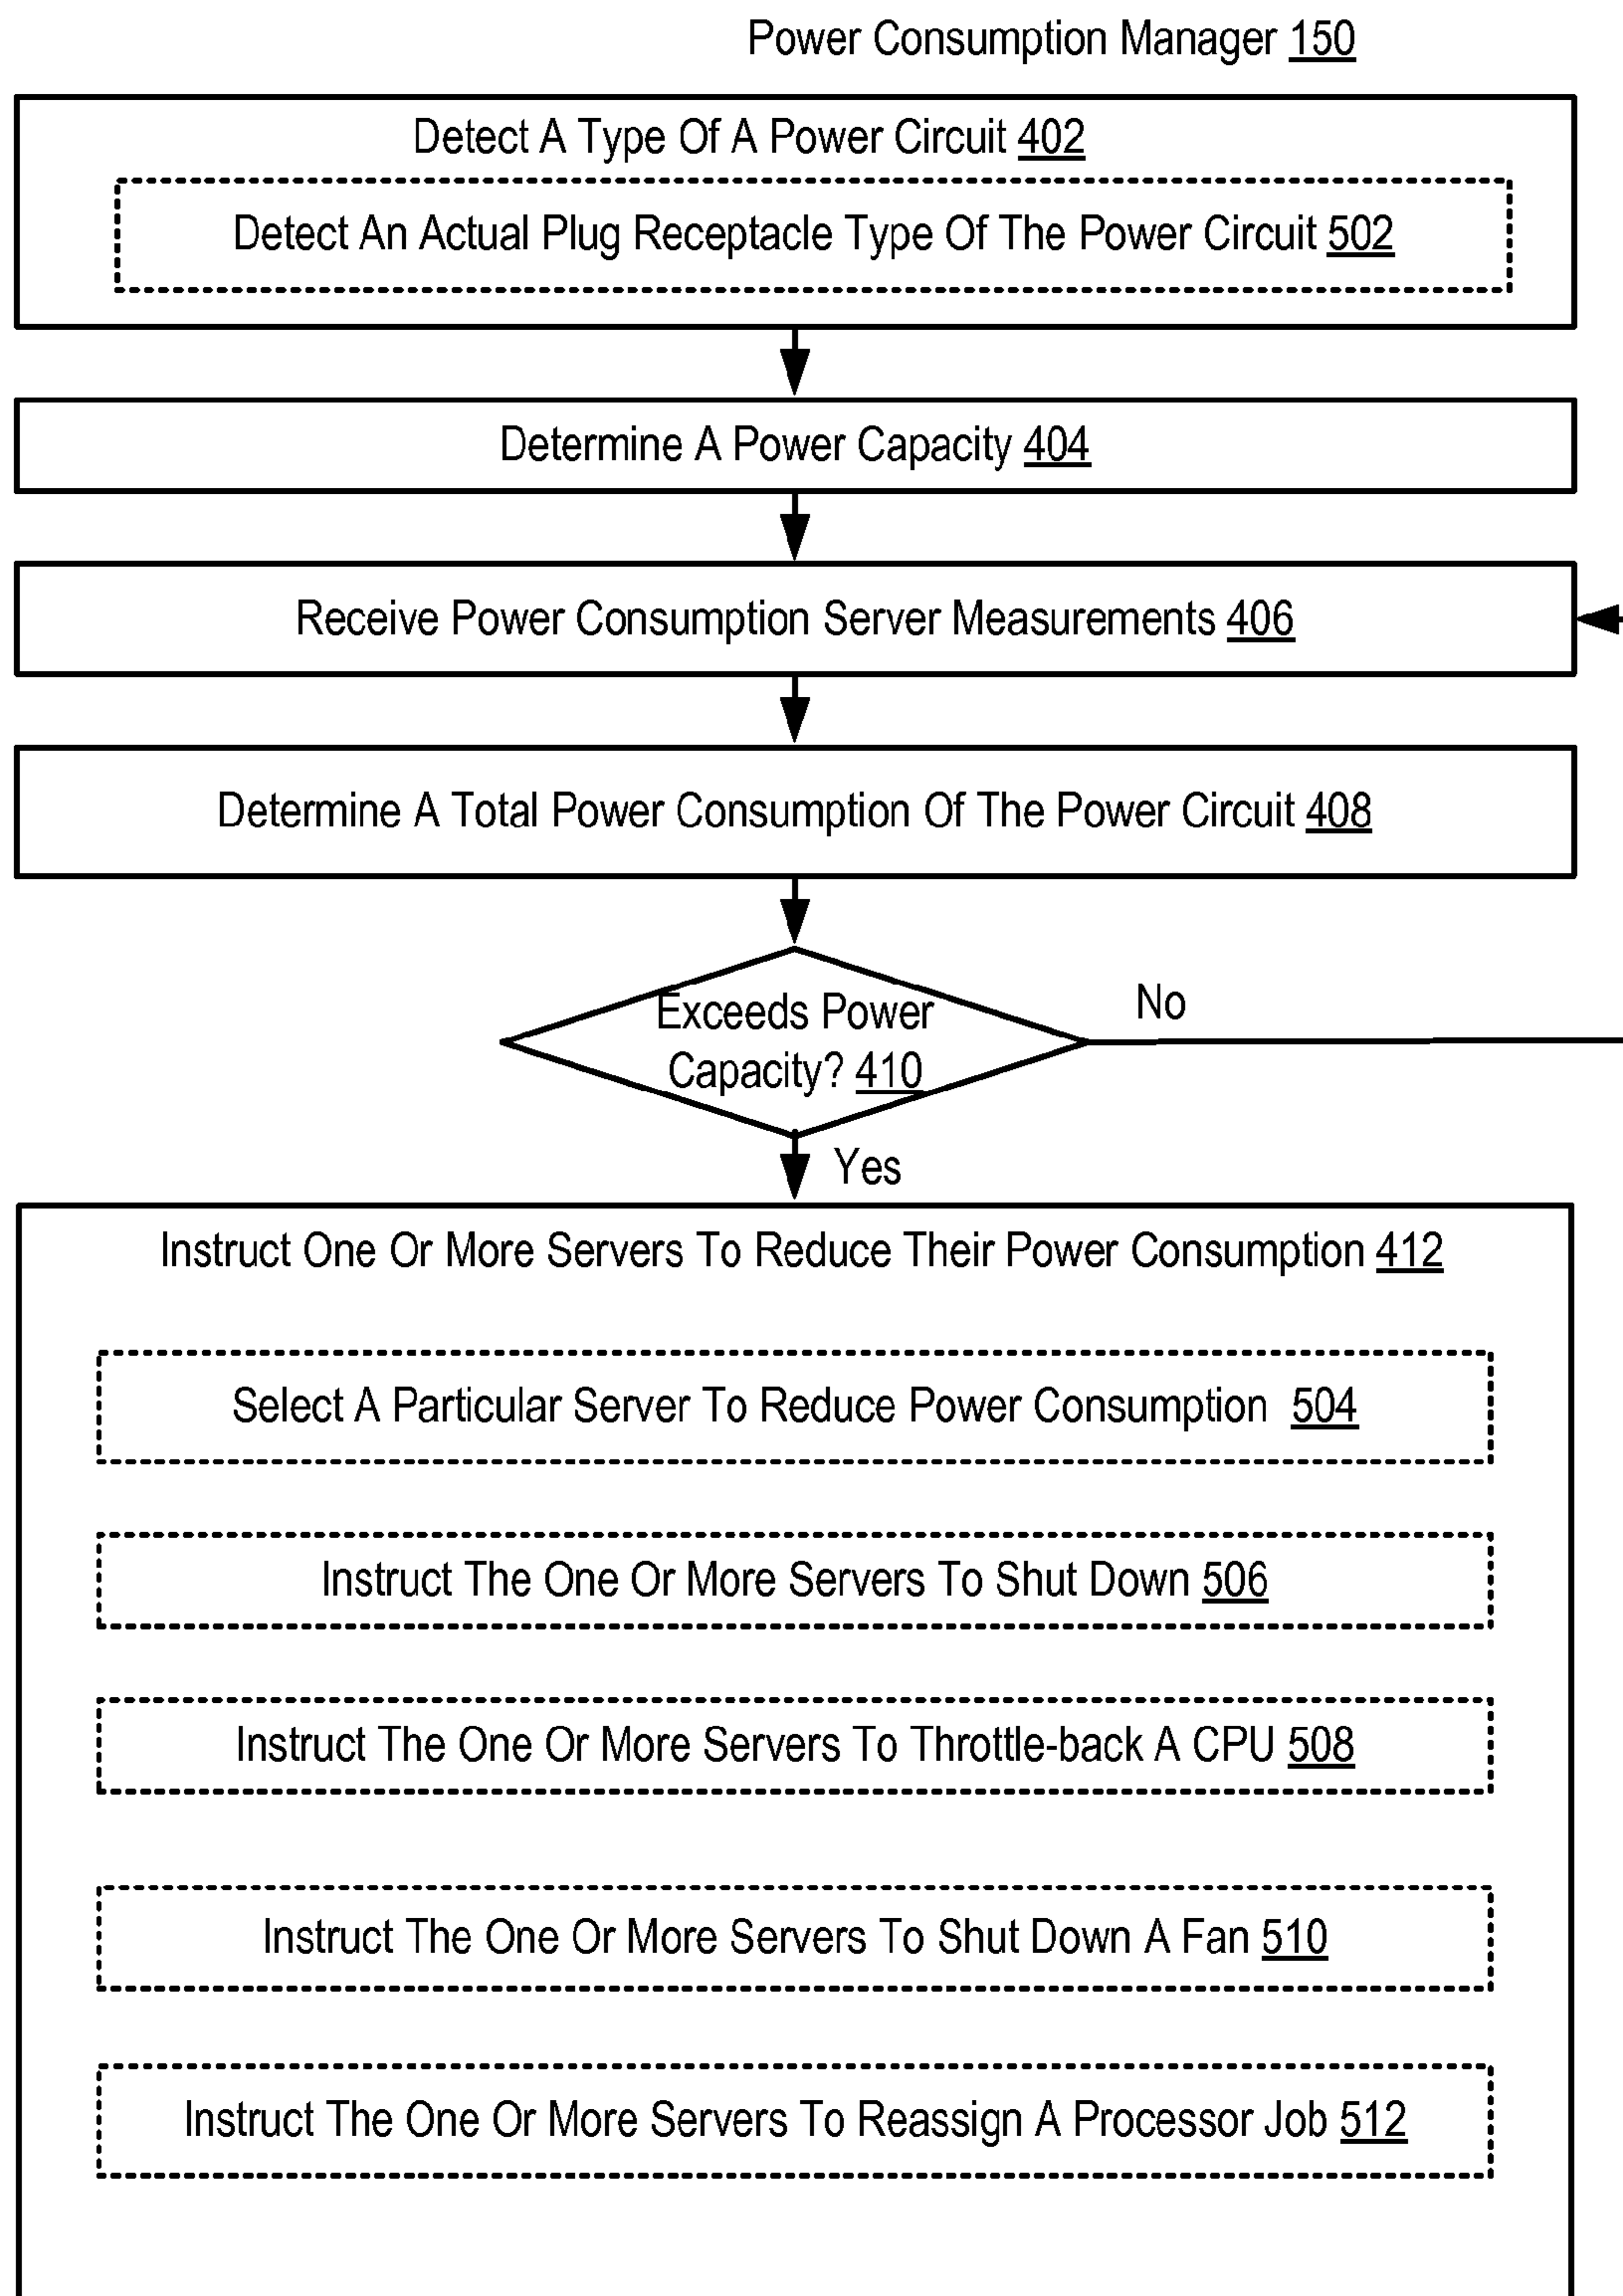 Power Consumption Manager 150
Detect A Type Of A Power Circuit 402
Detect An Actual Plug Receptacle Type Of The Power Circuit 502
Determine A Power Capacity 404
Receive Power Consumption Server Measurements 406
Determine A Total Power Consumption Of The Power Circuit 408
Exceeds Power
Capacity? 410
No
Yes
Instruct One Or More Servers To Reduce Their Power Consumption 412
Select A Particular Server To Reduce Power Consumption 504
Instruct The One Or More Servers To Shut Down 506
Instruct The One Or More Servers To Throttle-back A CPU 508
Instruct The One Or More Servers To Shut Down A Fan 510
Instruct The One Or More Servers To Reassign A Processor Job 512